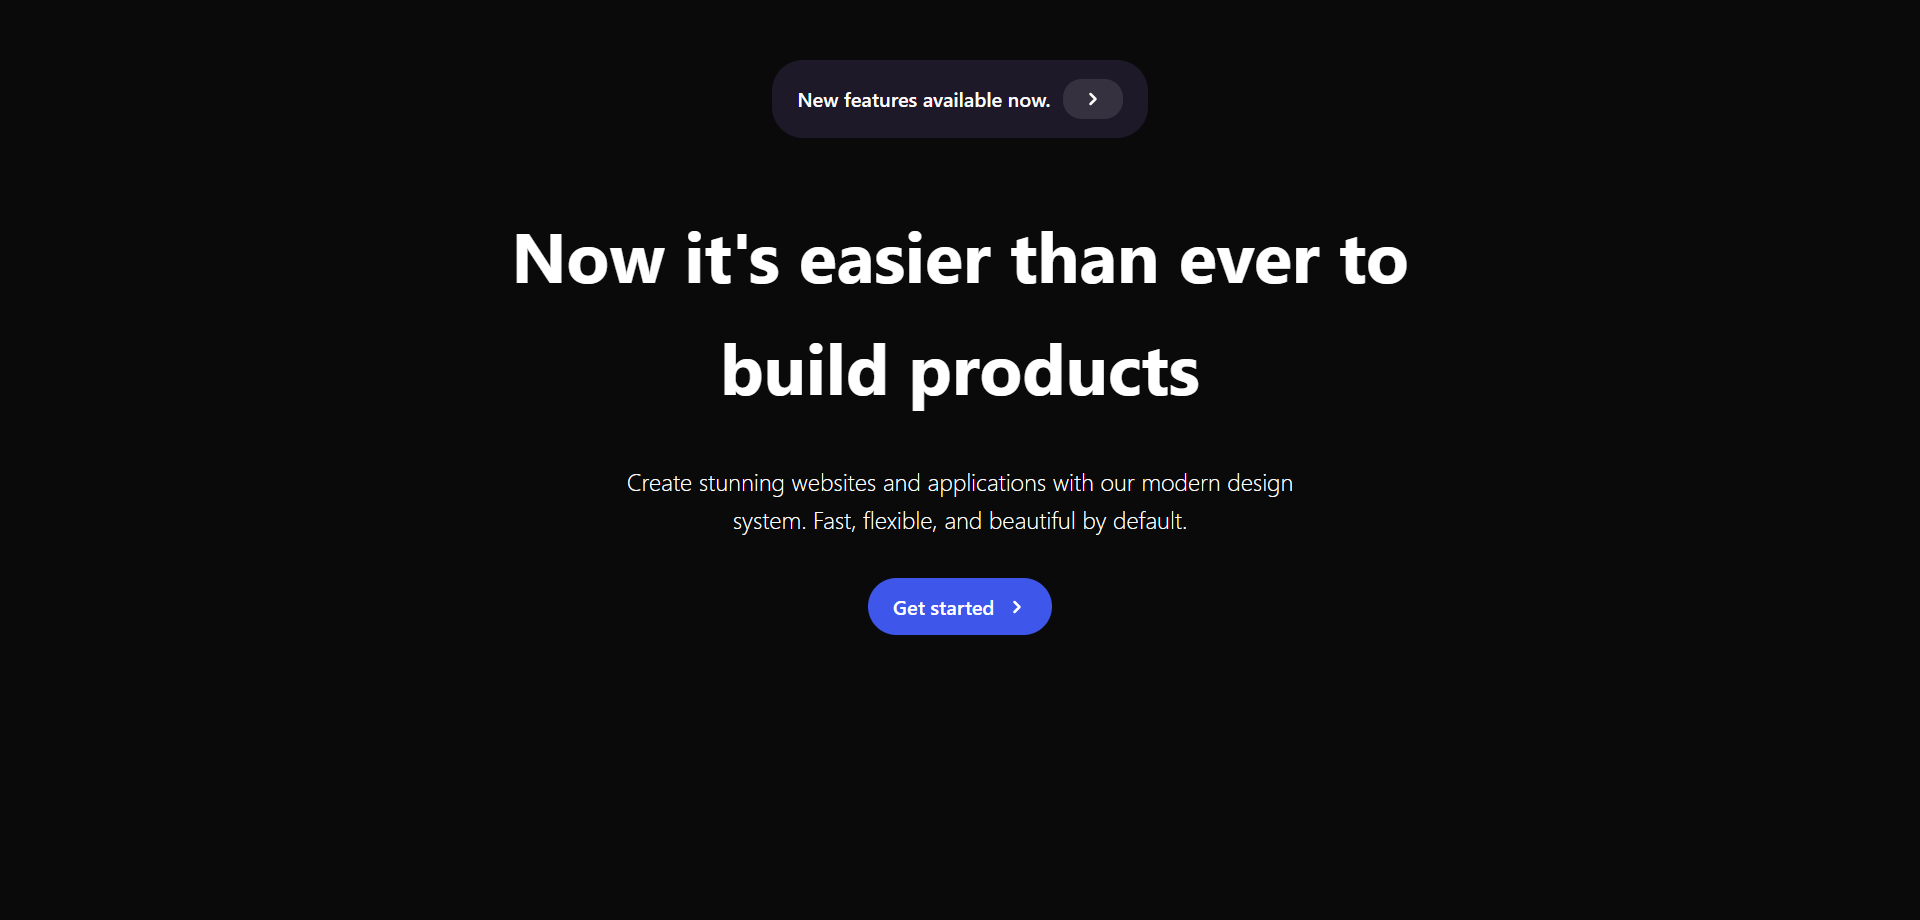 New features available now.
Now it's easier than ever to
build products
Create stunning websites and applications with our modern design
system. Fast, flexible, and beautiful by default.
Get started